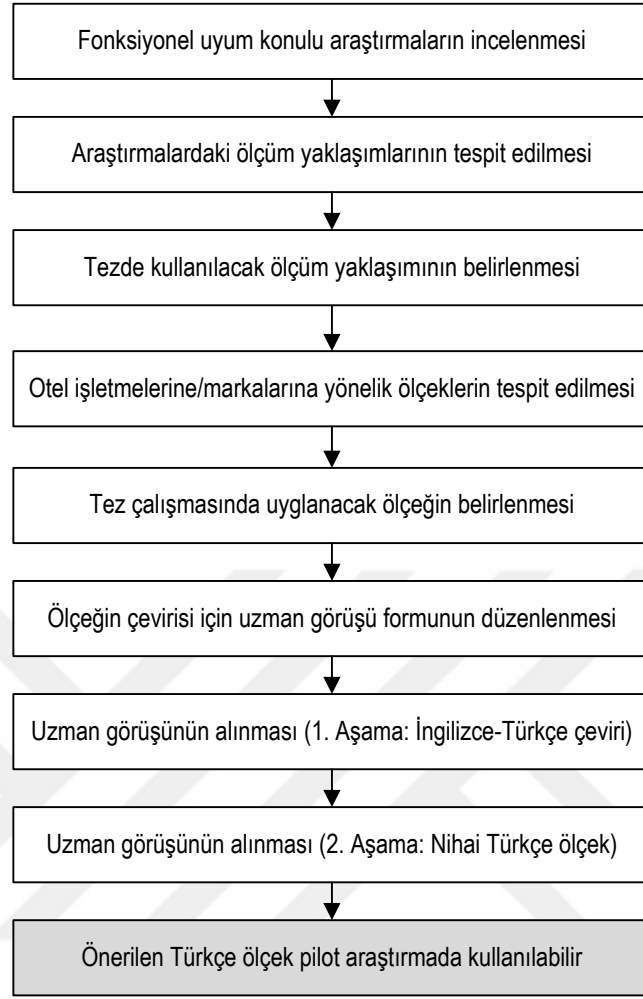 Fonksiyonel uyum konulu araştırmaların incelenmesi
Araştırmalardaki ölçüm yaklaşımlarının tespit edilmesi
Tezde kullanılacak ölçüm yaklaşımının belirlenmesi
Otel işletmelerine/markalarına yönelik ölçeklerin tespit edilmesi
Tez çalışmasında uyglanacak ölçeğin belirlenmesi
Ölçeğin çevirisi için uzman görüşü formunun düzenlenmesi
Uzman görüşünün alınması (1. Aşama: İngilizce-Türkçe çeviri)
Uzman görüşünün alınması (2. Aşama: Nihai Türkçe ölçek)
Önerilen Türkçe ölçek pilot araştırmada kullanılabilir